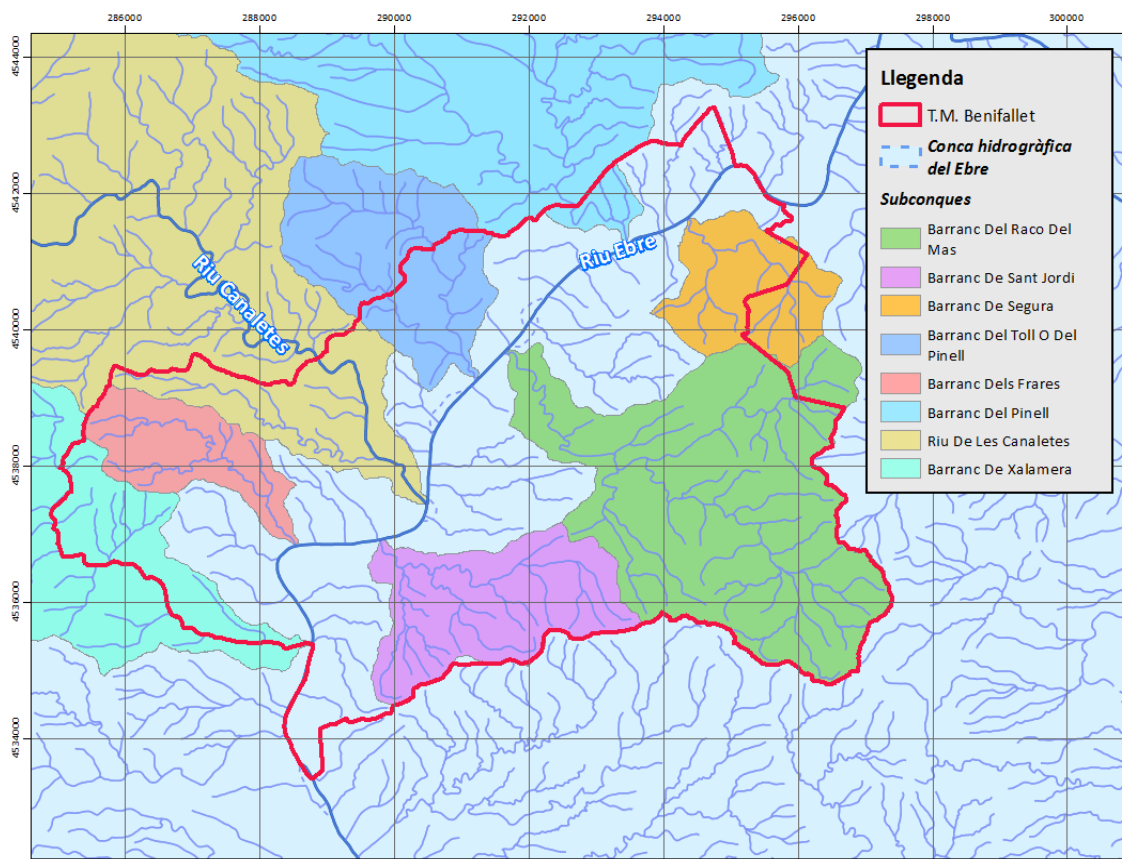 286000 288000 290000 292000 294000 296000 298000 300000
4544000
4542000
4540000
4538000
4536000
4534000
Riu Canaletes
Riu Ebre
Llegenda
T.M. Benifallet
Conca hidrogràfica
del Ebre
Subconques
Barranc Del Raco Del
Mas
Barranc De Sant Jordi
Barranc De Segura
Barranc Del Toll O Del
Pinell
Barranc Dels Frares
Barranc Del Pinell
Riu De Les Canaletes
Barranc De Xalamera